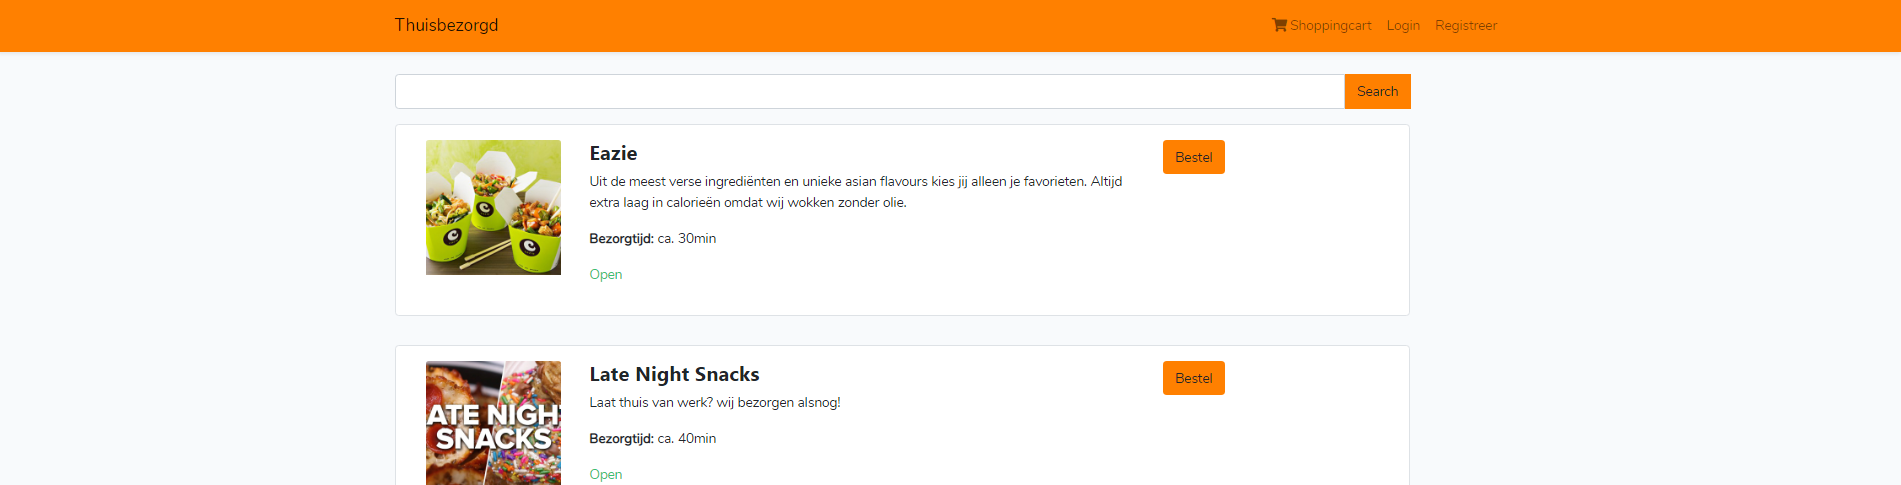 Thuisbezorgd
Shoppingcart Login Registreer
Search
Eazie
Bestel
Uit de meest verse ingrediënten en unieke asian flavours kies jij alleen je favorieten. Altijd
extra laag in calorieën omdat wij wokken zonder olie.
Bezorgtijd: ca. 30min
Open
Late Night Snacks
Bestel
ATE NIGHT
SNACKS
Laat thuis van werk? wij bezorgen alsnog!
Bezorgtijd: ca. 40min
Open